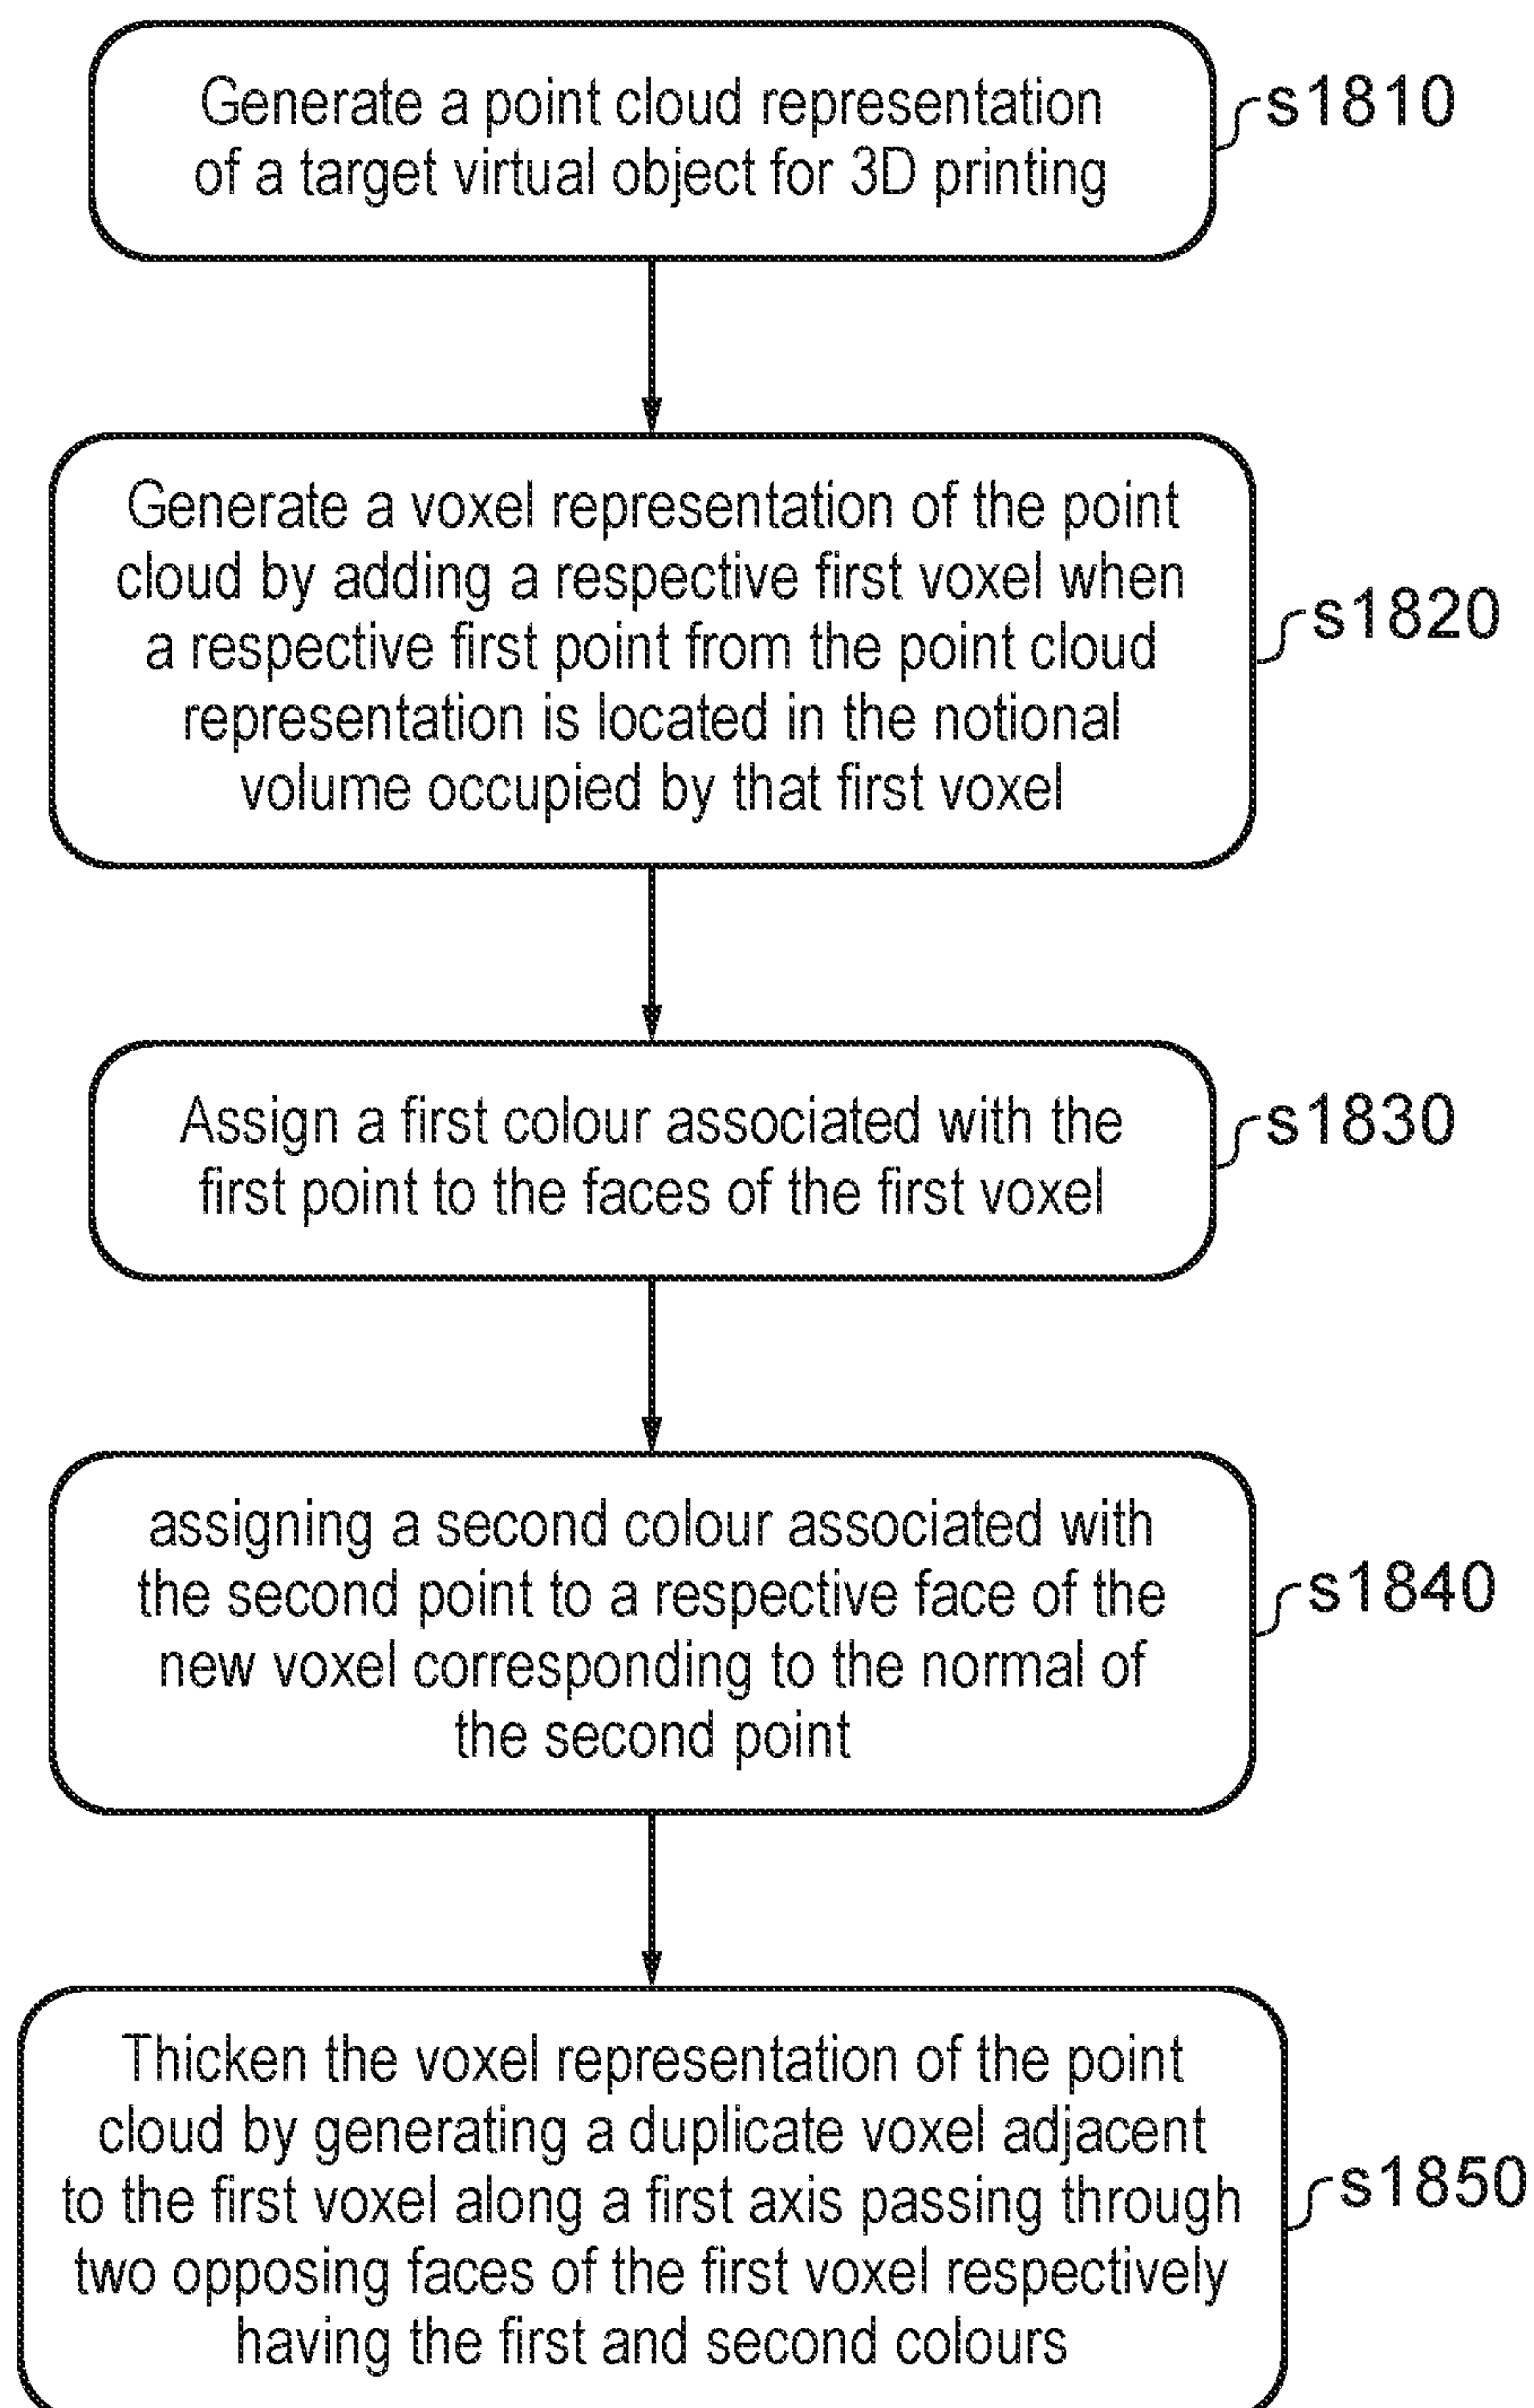 Generate a point cloud representation
of a target virtual object for 3D printing
s1810
Generate a voxel representation of the point
cloud by adding a respective first voxel when
a respective first point from the point cloud
representation is located in the notional
volume occupied by that first voxel
s1820
Assign a first colour associated with the
first point to the faces of the first voxel
s1830
assigning a second colour associated with
the second point to a respective face of the
new voxel corresponding to the normal of
the second point
s1840
Thicken the voxel representation of the point
cloud by generating a duplicate voxel adjacent
to the first voxel along a first axis passing through
two opposing faces of the first voxel respectively
having the first and second colours
s1850